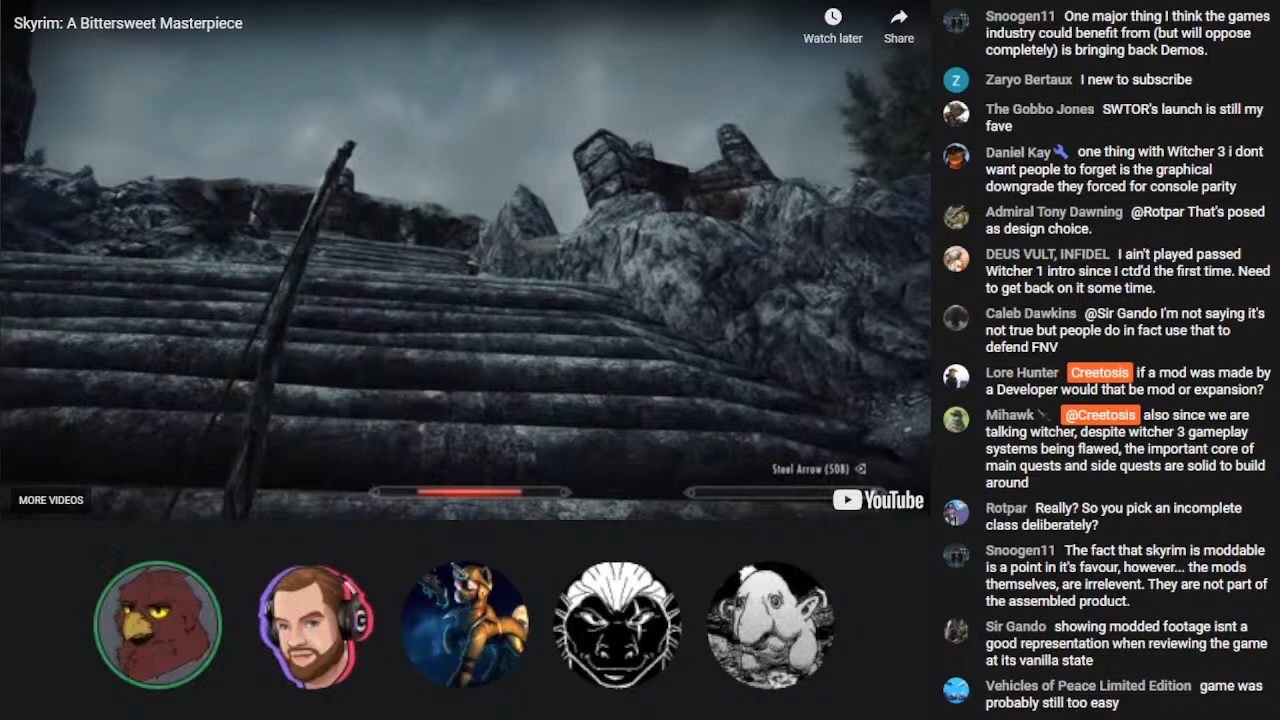 Skyrim: A Bittersweet Masterpiece
Watch later
Share
Steel Arrow (508)
MORE VIDEOS
YouTube
Snoogen11 One major thing I think the games
industry could benefit from (but will oppose
completely) is bringing back Demos.
Z
Zaryo Bertaux I new to subscribe
The Gobbo Jones SWTOR's launch is still my
fave
Daniel Kay one thing with Witcher 3 i dont
want people to forget is the graphical
downgrade they forced for console parity
Admiral Tony Dawning @Rotpar That's posed
as design choice.
DEUS VULT, INFIDEL I ain't played passed
Witcher 1 intro since I ctd'd the first time. Need
to get back on it some time.
Caleb Dawkins @Sir Gando I'm not saying it's
not true but people do in fact use that to
defend FNV
Lore Hunter Creetosis if a mod was made by
a Developer would that be mod or expansion?
Mihawk @Creetosis also since we are
talking witcher, despite witcher 3 gameplay
systems being flawed, the important core of
main quests and side quests are solid to build
around
Rotpar Really? So you pick an incomplete
class deliberately?
Snoogen11 The fact that skyrim is moddable
is a point in it's favour, however... the mods
themselves, are irrelevent. They are not part of
the assembled product.
Sir Gando showing modded footage isnt a
good representation when reviewing the game
at its vanilla state
Vehicles of Peace Limited Edition game was
probably still too easy